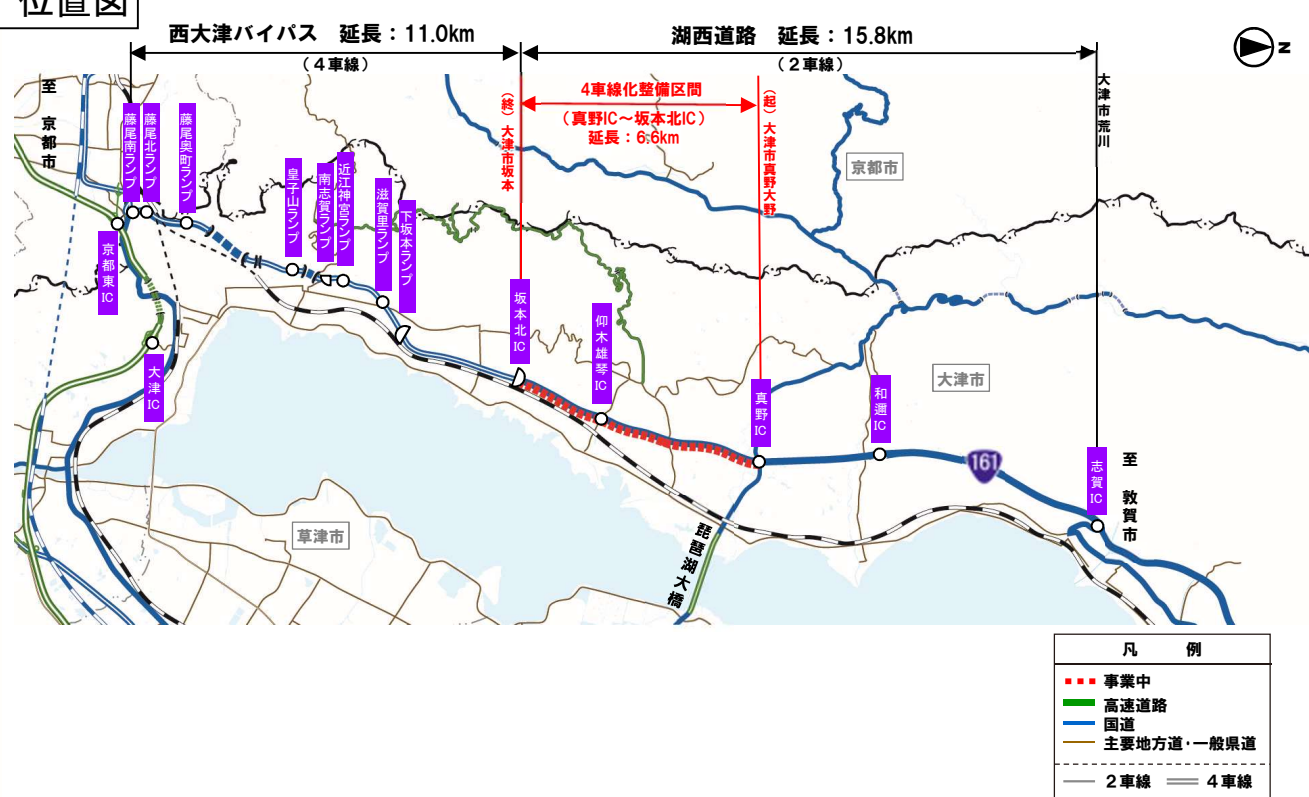 位置図
西大津バイパス 延長：11.0km
（4車線）
湖西道路 延長：15.8km
（2車線）
N
4車線化整備区間
（真野IC～坂本北IC）
延長：6.6km
（終）大津市坂本
（起）大津市真野大野
大津市荒川
至 京都市
藤尾南ランプ
藤尾北ランプ
藤尾奥町ランプ
皇子山ランプ
南志賀ランプ
近江神宮ランプ
滋賀里ランプ
下坂本ランプ
京都東IC
大津IC
坂本北IC
仰木雄琴IC
真野IC
和邇IC
志賀IC
京都市
大津市
草津市
161
至 敦賀市
琵琶湖大橋
凡 例
事業中
高速道路
国道
主要地方道・一般県道
2車線 4車線